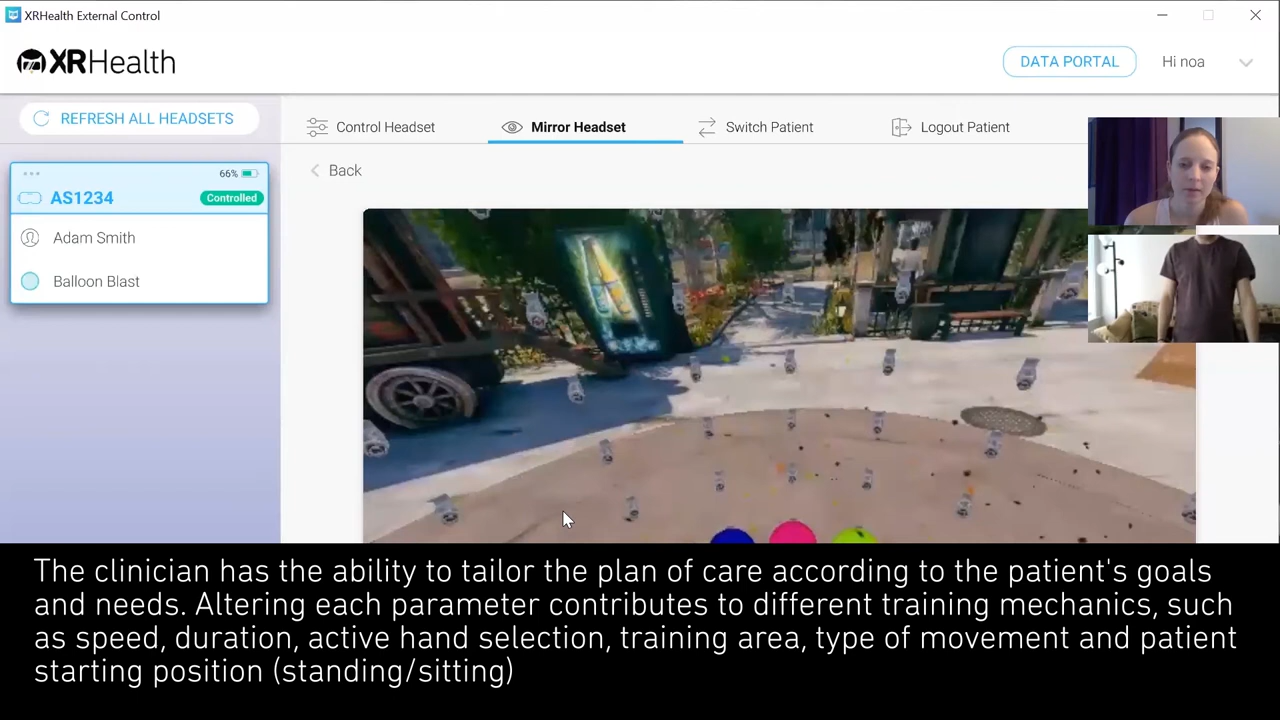 XRHealth External Control
XRHealth
DATA PORTAL
Hi noa
REFRESH ALL HEADSETS
Control Headset
Mirror Headset
Switch Patient
Logout Patient
66%
AS1234
Controlled
Back
Adam Smith
Balloon Blast
The clinician has the ability to tailor the plan of care according to the patient's goals
and needs. Altering each parameter contributes to different training mechanics, such
as speed, duration, active hand selection, training area, type of movement and patient
starting position (standing/sitting)